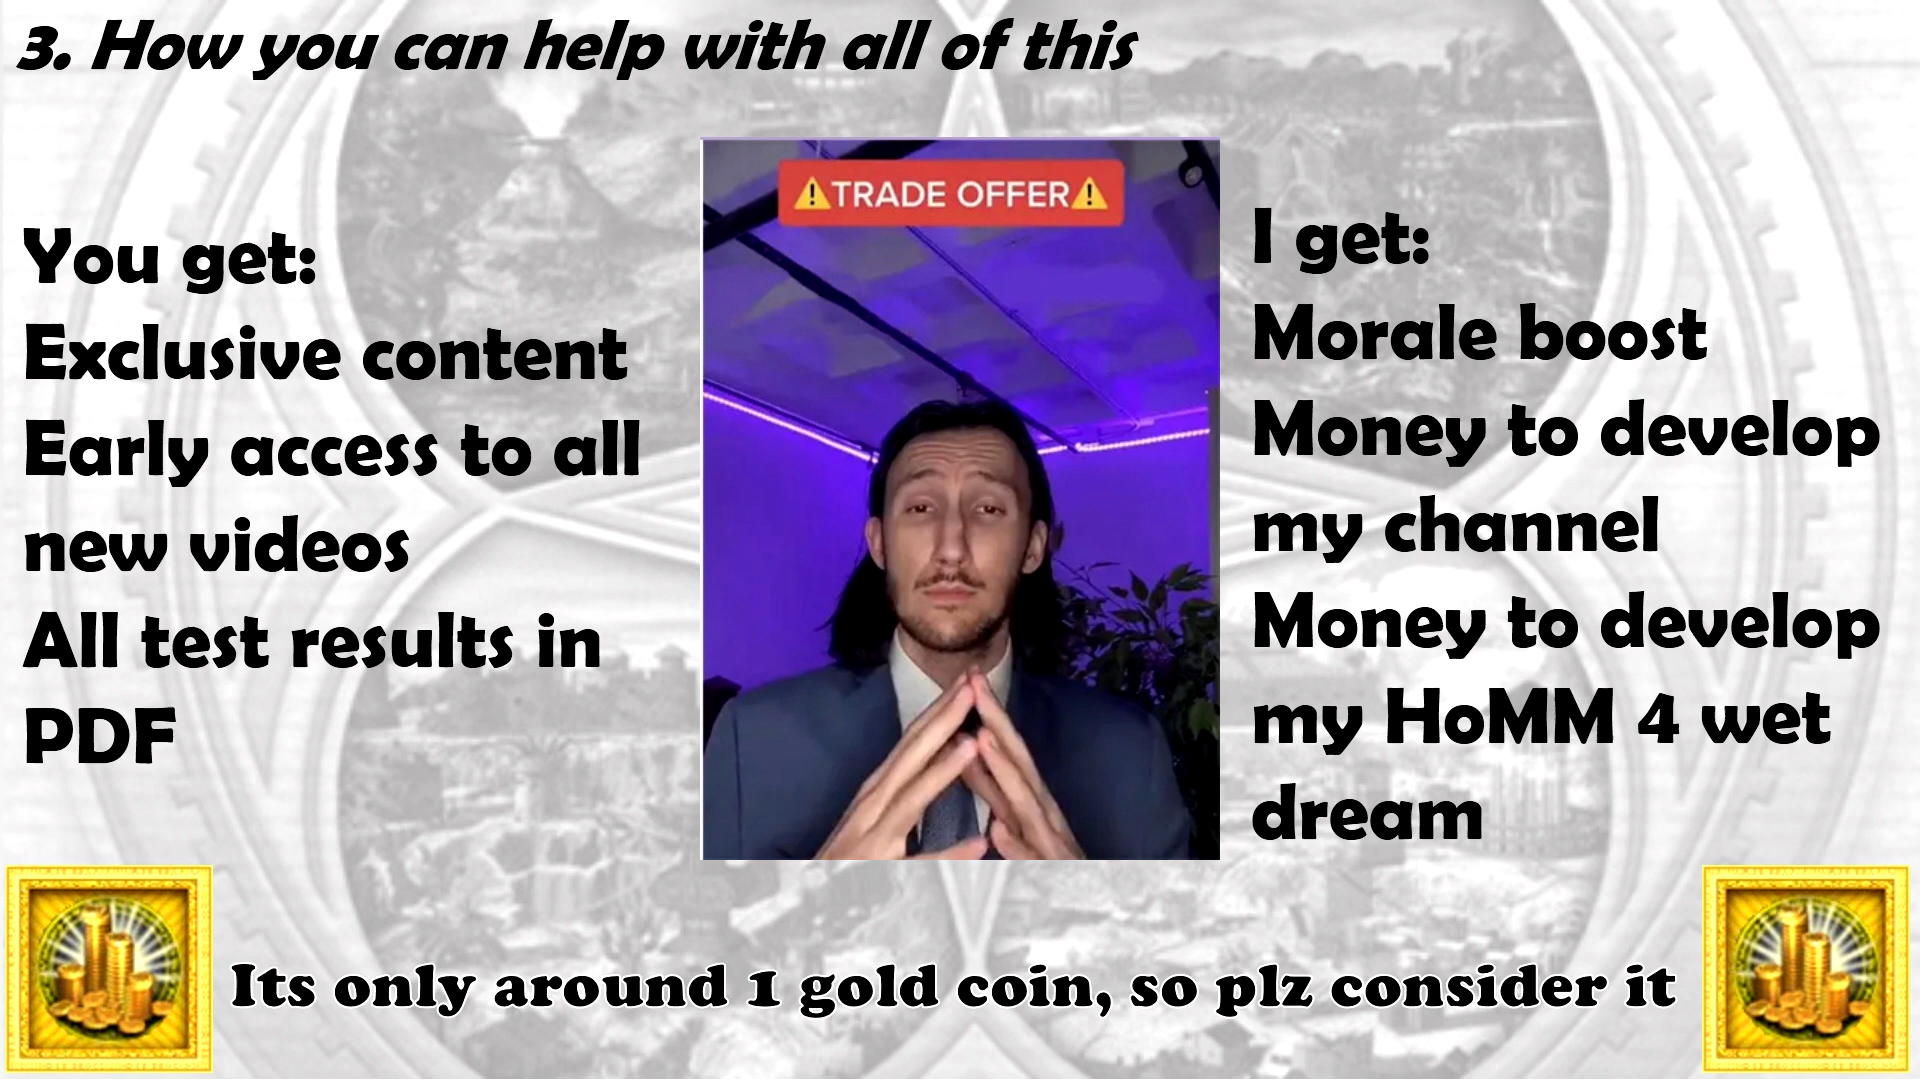 3. How you can help with all of this
⚠TRADE OFFER⚠
You get:
Exclusive content
Early access to all
new videos
All test results in
PDF
I get:
Morale boost
Money to develop
my channel
Money to develop
my HoMM 4 wet
dream
Its only around 1 gold coin, so plz consider it